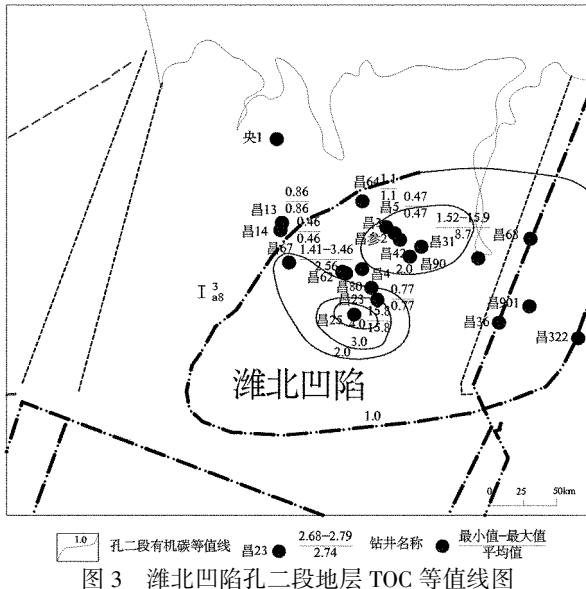 央1
昌64
1.1
1.1
昌5
0.47
0.47
昌13
0.86
0.86
昌14
0.46
0.46
昌2
昌参2
1.52-15.9
8.7
昌31
昌68
昌67
1.41-3.46
2.56
昌62
昌4
昌42
昌90
2.0
昌80
0.77
0.77
昌23
15.8
15.8
昌25
4.0
3.0
2.0
昌901
昌36
昌322
I 3 a8
潍北凹陷
1.0
0 25 50km
1.0 孔二段有机碳等值线 昌23 2.68-2.79 钻井名称 最小值-最大值
2.74 平均值
图 3 潍北凹陷孔二段地层 TOC 等值线图